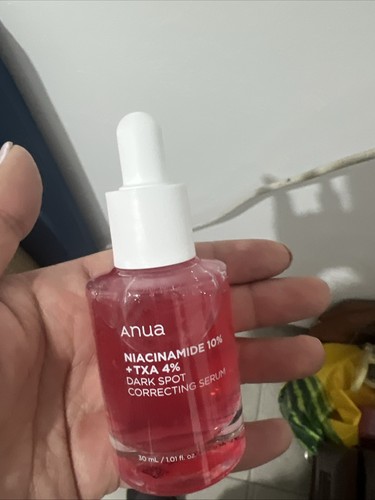 Anua
NIACINAMIDE 10%
+TXA 4%
DARK SPOT
CORRECTING SERUM
30 mL / 1.01 fl. oz.